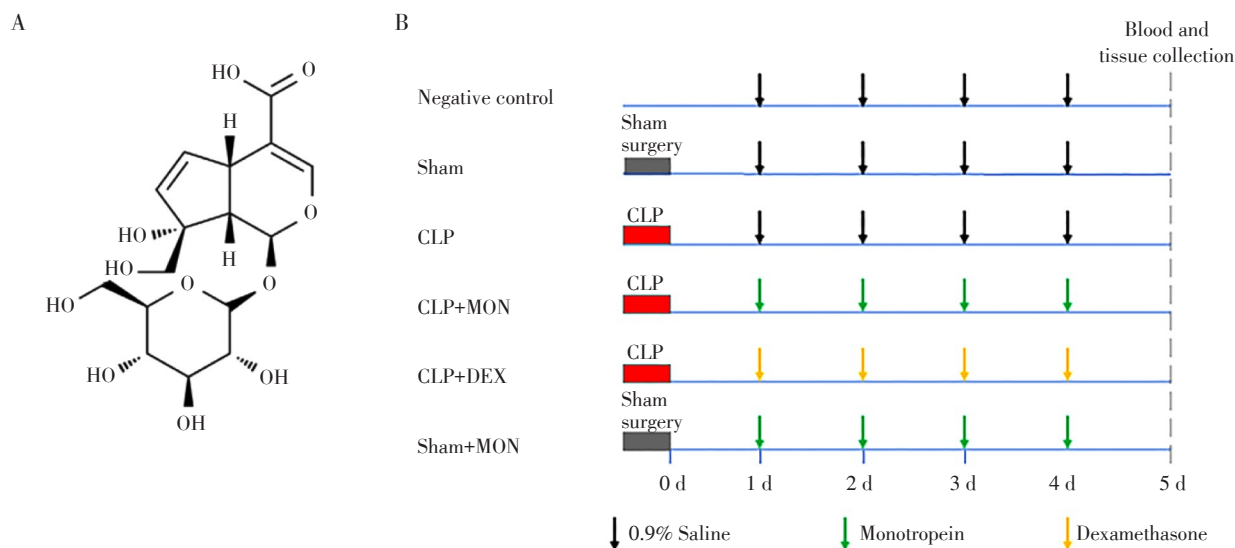 A
HO
O
H
O
HO
H
HO
O
O
HO
HO
OH
OH
B
Blood and
tissue collection
Negative control
Sham
surgery
Sham
CLP
CLP
CLP
CLP+MON
CLP
CLP+DEX
Sham
surgery
Sham+MON
0 d 1 d 2 d 3 d 4 d 5 d
0.9% Saline Monotropein Dexamethasone